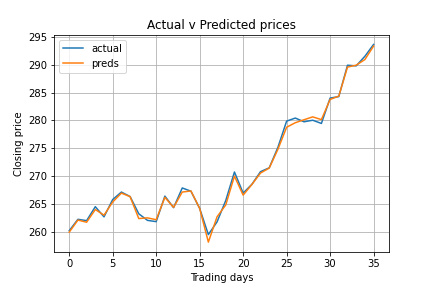 Actual v Predicted prices
295
290
285
280
275
270
265
260
Closing price
actual
preds
0 5 10 15 20 25 30 35
Trading days